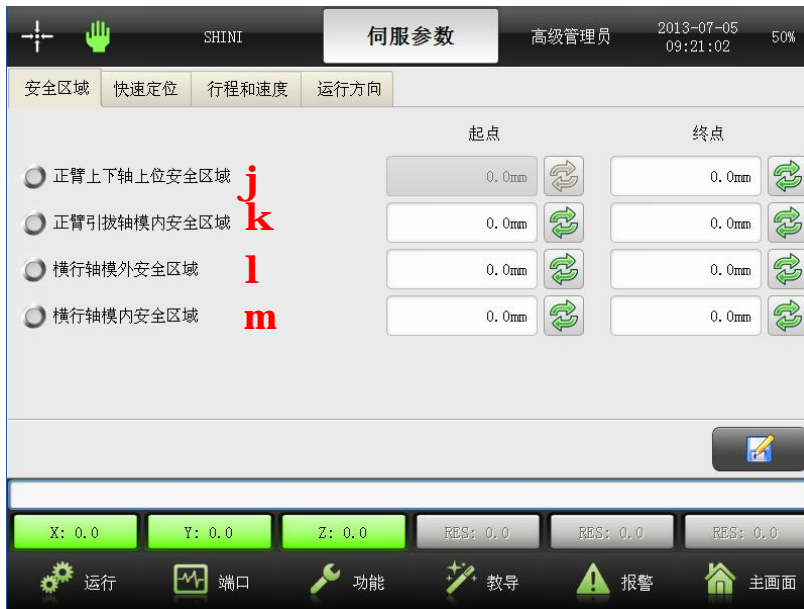 SHINI 伺服参数 高级管理员 2013-07-05 09:21:02 50%
安全区域 快速定位 行程和速度 运行方向
起点 终点
正臂上下轴上位安全区域 j 0.0mm 0.0mm
正臂引拔轴模内安全区域 k 0.0mm 0.0mm
横行轴模外安全区域 l 0.0mm 0.0mm
横行轴模内安全区域 m 0.0mm 0.0mm
X: 0.0 Y: 0.0 Z: 0.0 RES: 0.0 RES: 0.0 RES: 0.0
运行 端口 功能 教导 报警 主画面